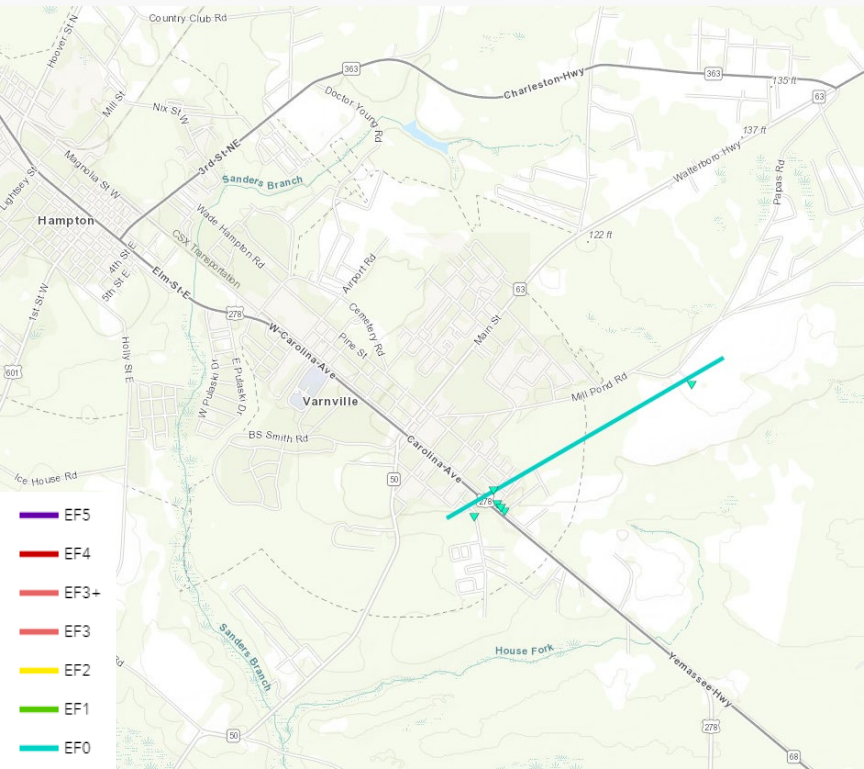 Country Club Rd
Hoover St N
363
363
Charleston Hwy
135 ft
63
Mill St
Nix St W
Doctor Young Rd
137 ft
3rd-St-NE
Walterboro Hwy
Papas Rd
Magnolia St W
Lightsey St
Sanders Branch
Hampton
Wade Hampton Rd
122 ft
CSX Transportation
4th St E
5th St E
Elm-St-E
Airport Rd
63
1st St W
278
Cemetery Rd
Main St
W-Carolina-Ave
Pine St
Holly St E
601
W Pulaski Dr
E Pulaski Dr
Mill Pond Rd
Varnville
BS Smith Rd
Carolina-Ave
Ice House Rd
50
278
EF5
EF4
EF3+
EF3
EF2
EF1
EF0
Sanders Branch
House Fork
Rd
Yemassee-Hwy
50
278
68